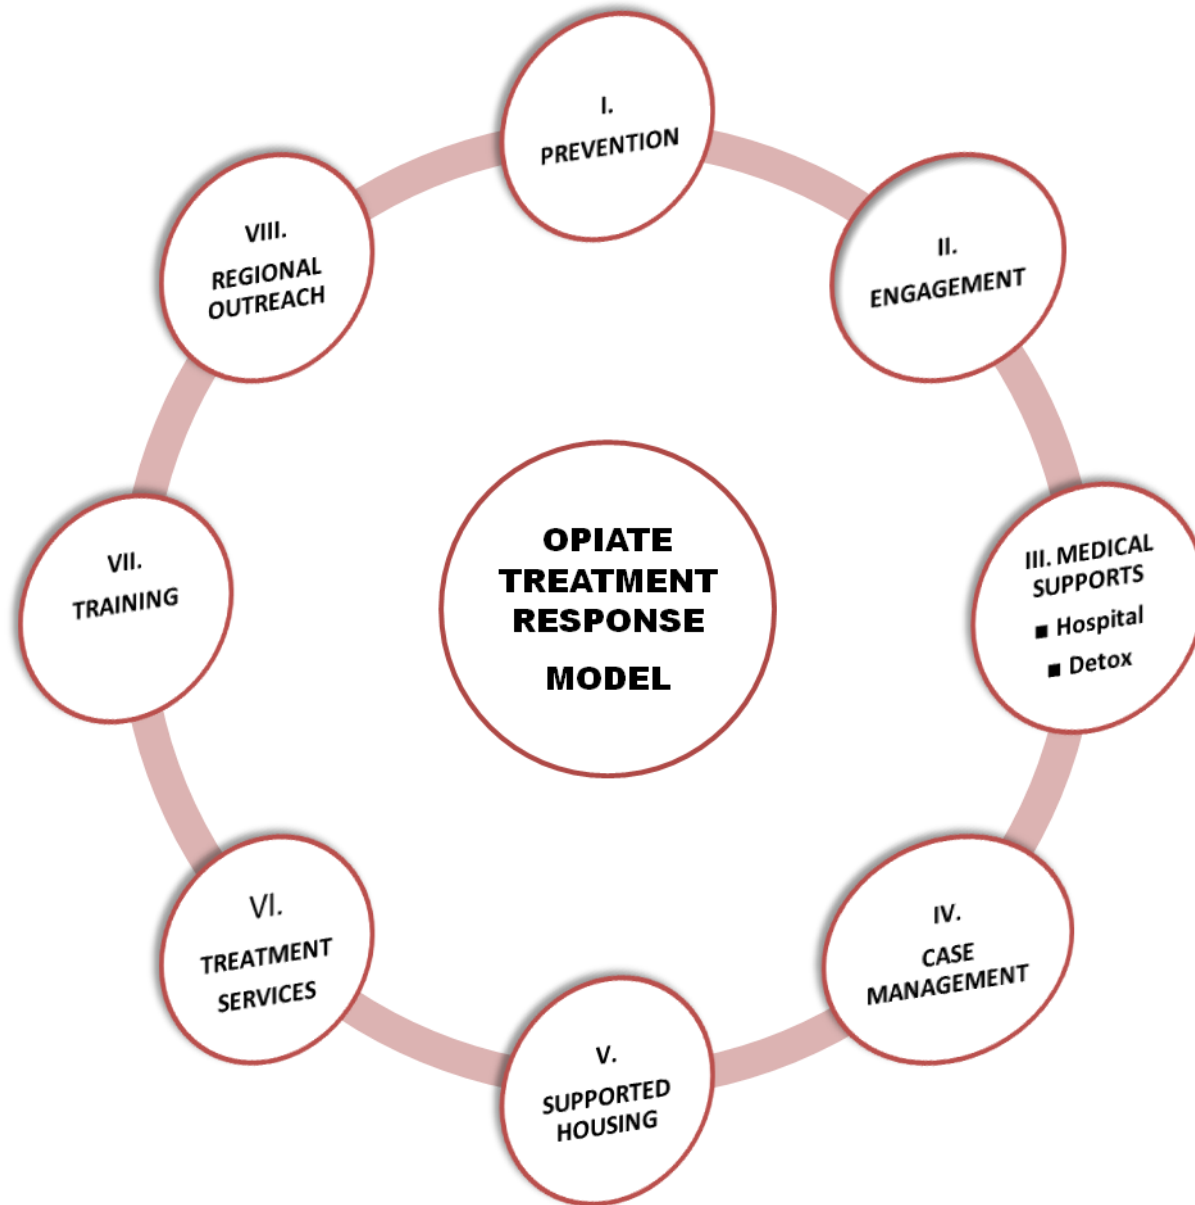 I.
PREVENTION
II.
ENGAGEMENT
III. MEDICAL
SUPPORTS
■ Hospital
■ Detox
IV.
CASE
MANAGEMENT
V.
SUPPORTED
HOUSING
VI.
TREATMENT
SERVICES
VII.
TRAINING
VIII.
REGIONAL
OUTREACH
OPIATE
TREATMENT
RESPONSE
MODEL